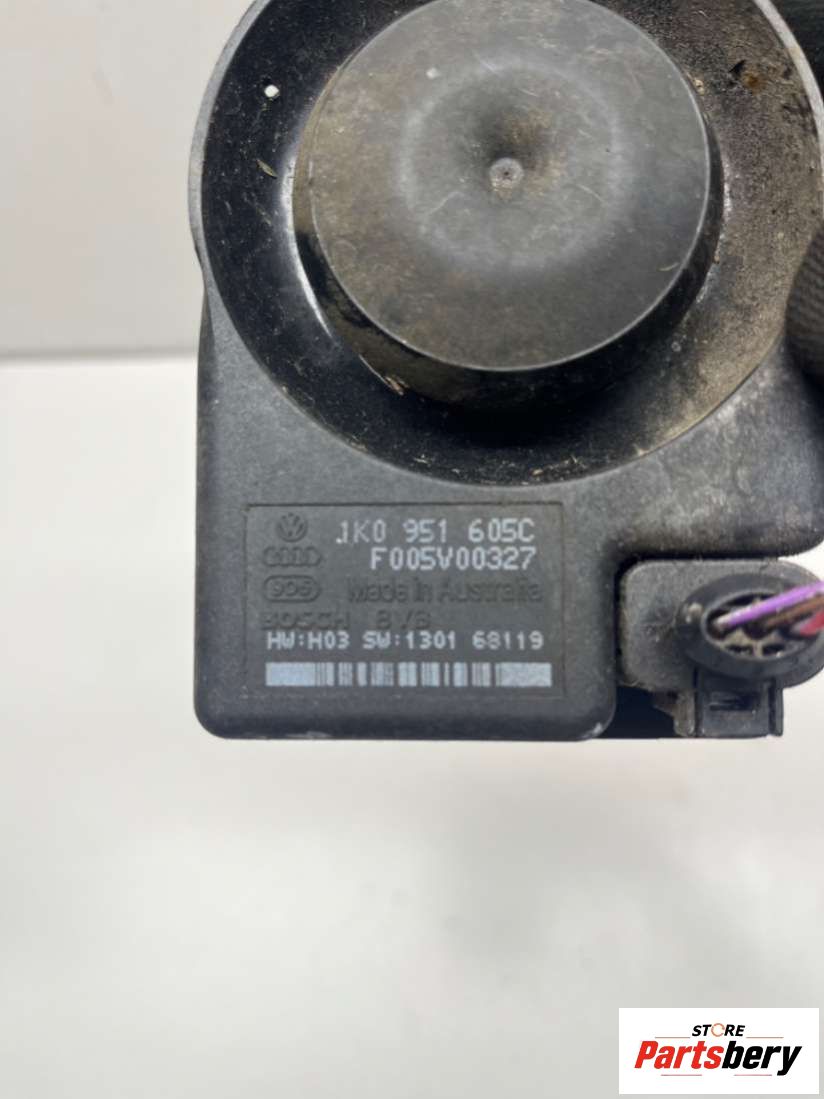 1K0 951 605C
F005V00327
Made in Australia
BOSCH
HW:H03 SW:1301 68119
STORE
Partsbery